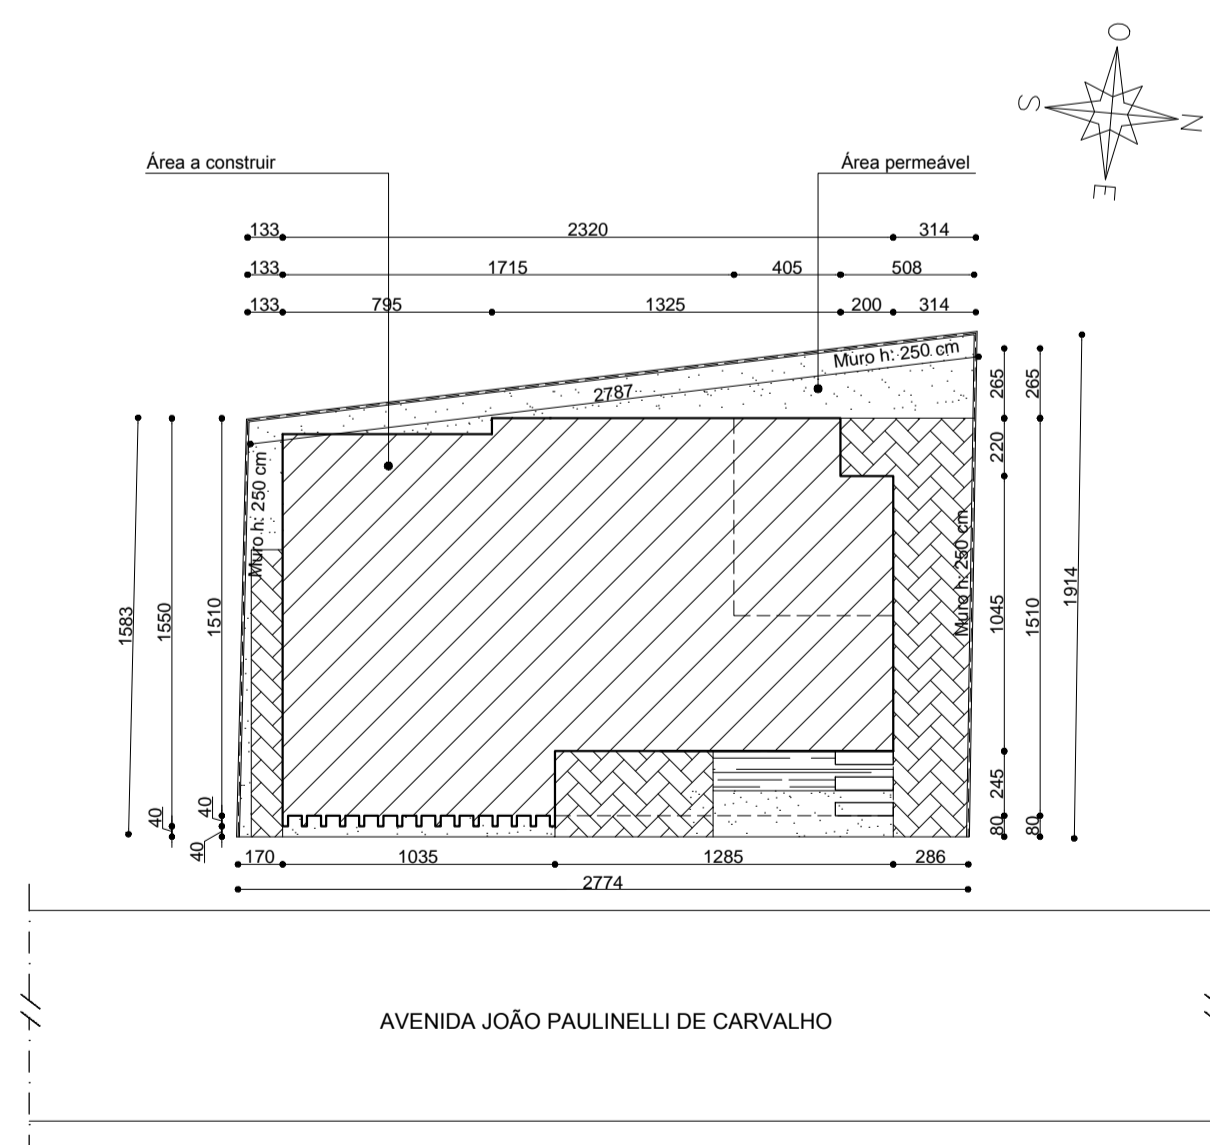 O
S
N
E
Área a construir
Área permeável
133 2320 314
133 1715 405 508
133 795 1325 200 314
Muro h: 250 cm
2787
265
265
220
Muro h: 250 cm
Muro h: 250 cm
1583
1550
1510
1045
1510
1914
245
40
40
40
80
80
170 1035 1285 286
2774
AVENIDA JOÃO PAULINELLI DE CARVALHO